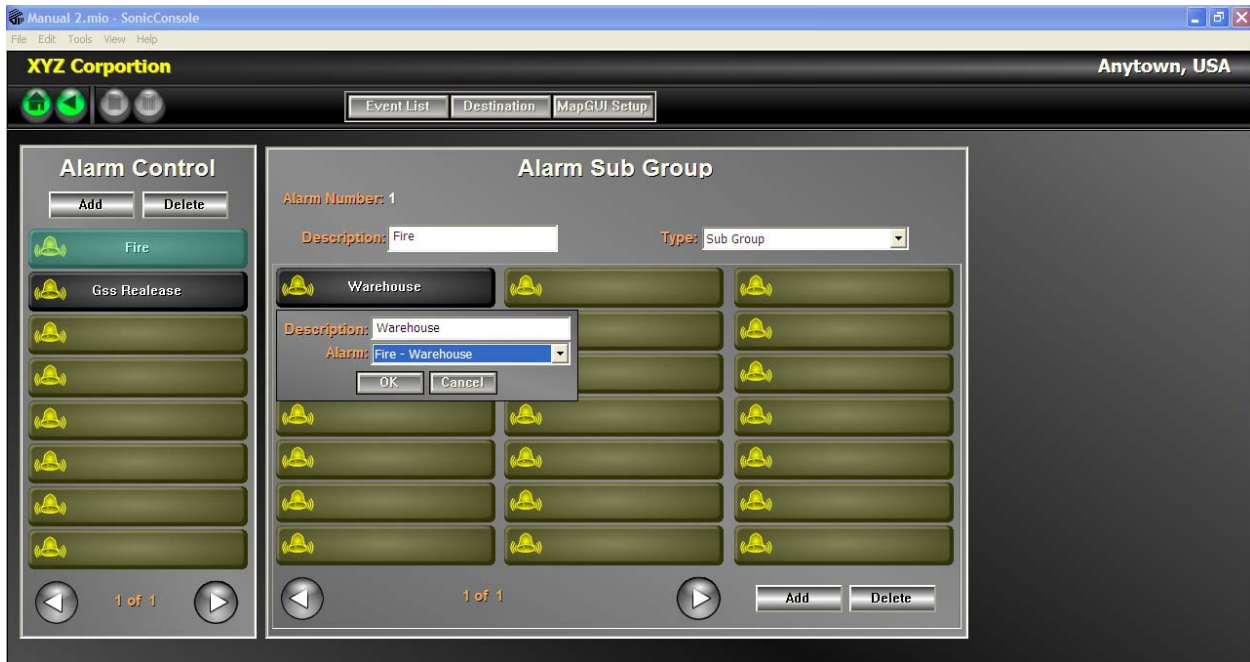 Manual 2.mio - SonicConsole
File Edit Tools View Help
XYZ Corportion
Anytown, USA
Event List Destination MapGUI Setup
Alarm Control
Add Delete
Fire
Gss Realease
1 of 1
Alarm Sub Group
Alarm Number: 1
Description: Fire
Type: Sub Group
Warehouse
Description: Warehouse
Alarm: Fire - Warehouse
OK Cancel
1 of 1
Add Delete